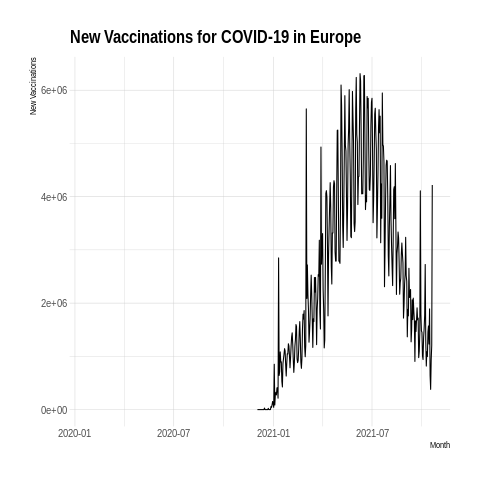 New Vaccinations for COVID-19 in Europe
New Vaccinations
6e+06
4e+06
2e+06
0e+00
2020-01 2020-07 2021-01 2021-07
Month